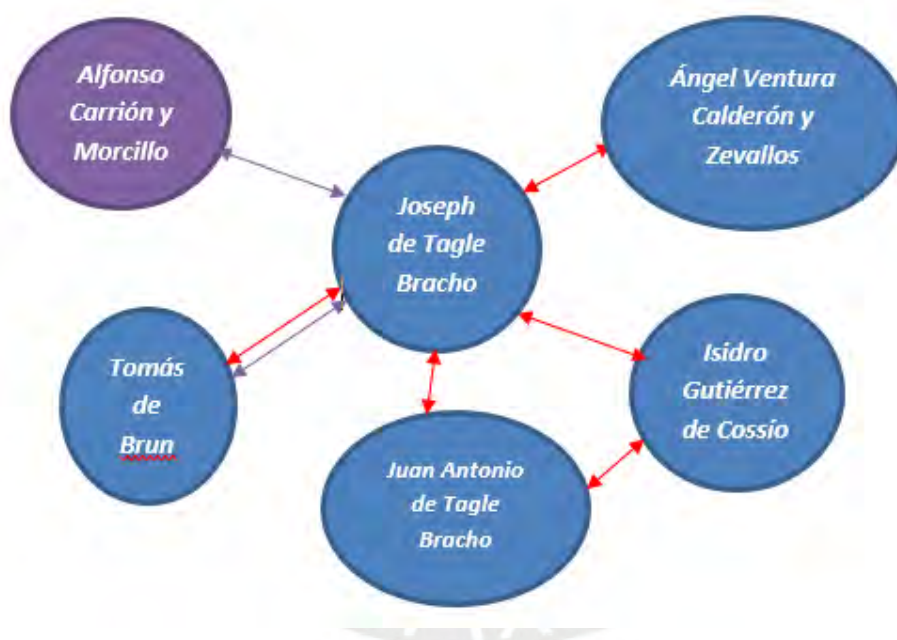 Alfonso
Carrión y
Morcillo
Ángel Ventura
Calderón y
Zevallos
Joseph
de Tagle
Bracho
Tomás
de
Brun
Isidro
Gutiérrez
de Cossío
Juan Antonio
de Tagle
Bracho